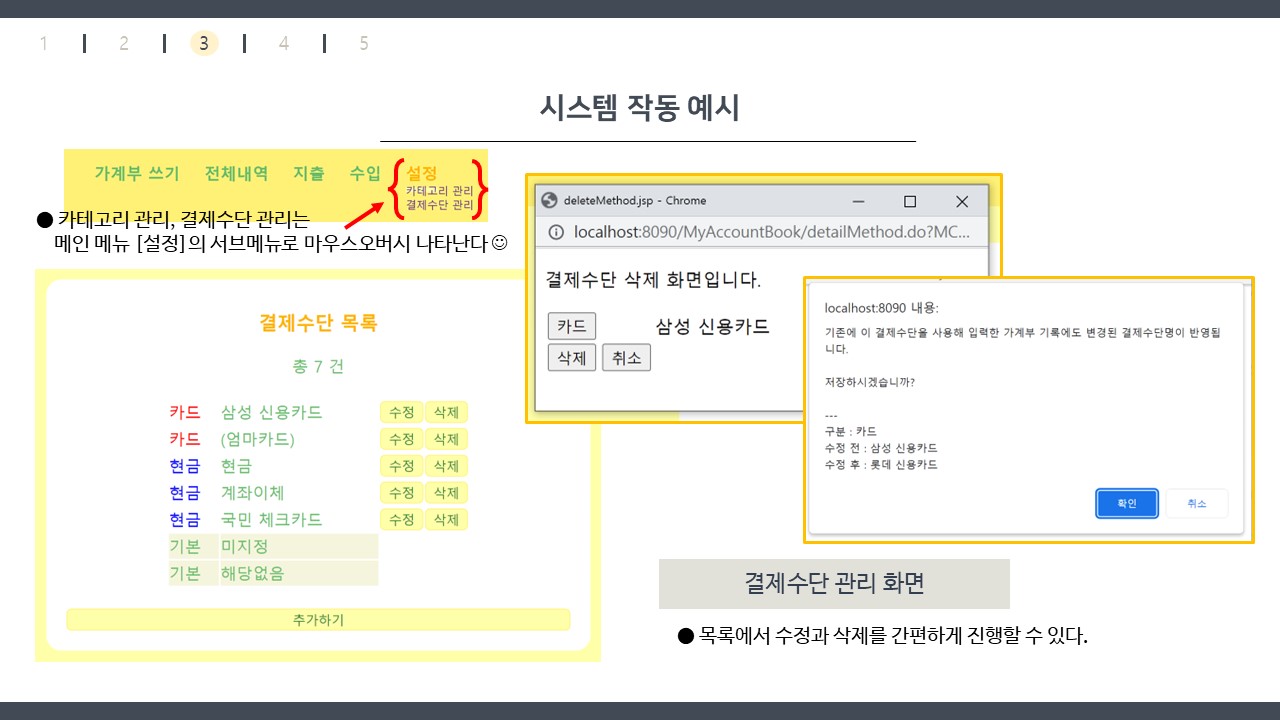 1 | 2 | 3 | 4 | 5
시스템 작동 예시
가계부 쓰기 전체내역 지출 수입 설정
카테고리 관리
결제수단 관리
● 카테고리 관리, 결제수단 관리는
메인 메뉴 [설정]의 서브메뉴로 마우스오버시 나타난다☺
결제수단 목록
총 7 건
카드 삼성 신용카드 수정 삭제
카드 (엄마카드) 수정 삭제
현금 현금 수정 삭제
현금 계좌이체 수정 삭제
현금 국민 체크카드 수정 삭제
기본 미지정
기본 해당없음
추가하기
deleteMethod.jsp - Chrome
localhost:8090/MyAccountBook/detailMethod.do?MC...
결제수단 삭제 화면입니다.
카드 삼성 신용카드
삭제 취소
localhost:8090 내용:
기존에 이 결제수단을 사용해 입력한 가계부 기록에도 변경된 결제수단명이 반영됩
니다.
저장하시겠습니까?
---
구분 : 카드
수정 전 : 삼성 신용카드
수정 후 : 롯데 신용카드
확인 취소
결제수단 관리 화면
● 목록에서 수정과 삭제를 간편하게 진행할 수 있다.